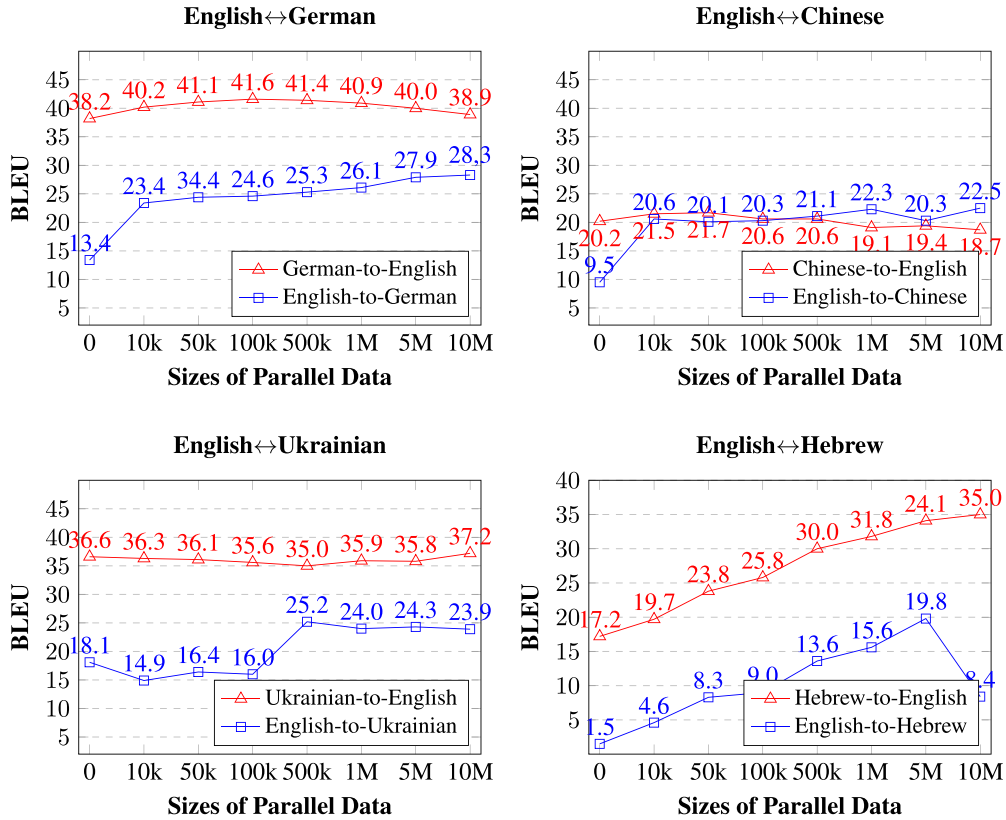 English↔German
BLEU
45
40
35
30
25
20
15
10
5
38.2 40.2 41.1 41.6 41.4 40.9 40.0 38.9
13.4 23.4 34.4 24.6 25.3 26.1 27.9 28.3
German-to-English
English-to-German
0 10k 50k 100k 500k 1M 5M 10M
Sizes of Parallel Data
English↔Chinese
BLEU
45
40
35
30
25
20
15
10
5
20.2 21.5 21.7 20.6 20.6 19.1 19.4 18.7
9.5 20.6 20.1 20.3 21.1 22.3 20.3 22.5
Chinese-to-English
English-to-Chinese
0 10k 50k 100k 500k 1M 5M 10M
Sizes of Parallel Data
English↔Ukrainian
BLEU
45
40
35
30
25
20
15
10
5
36.6 36.3 36.1 35.6 35.0 35.9 35.8 37.2
18.1 14.9 16.4 16.0 25.2 24.0 24.3 23.9
Ukrainian-to-English
English-to-Ukrainian
0 10k 50k 100k 500k 1M 5M 10M
Sizes of Parallel Data
English↔Hebrew
BLEU
40
35
30
25
20
15
10
5
17.2 19.7 23.8 25.8 30.0 31.8 24.1 35.0
1.5 4.6 8.3 9.0 13.6 15.6 19.8 8.4
Hebrew-to-English
English-to-Hebrew
0 10k 50k 100k 500k 1M 5M 10M
Sizes of Parallel Data